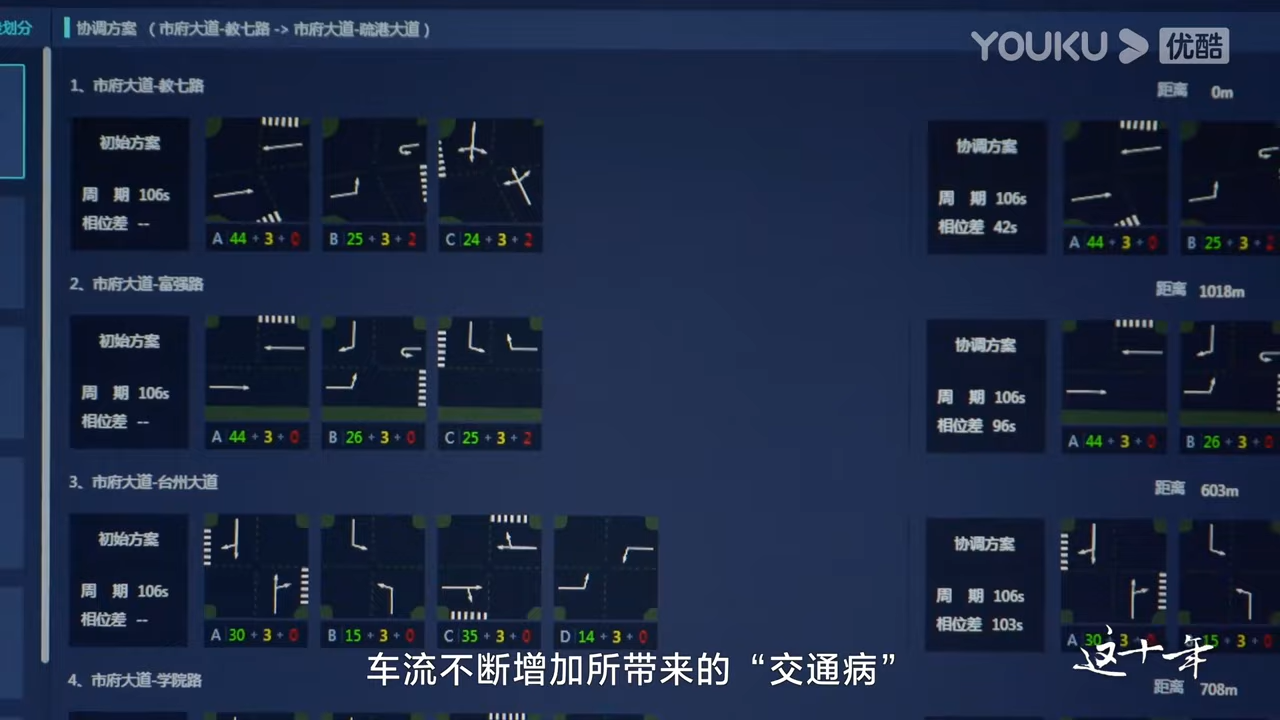 划分
协调方案 （市府大道-教七路 -> 市府大道-疏港大道）
YOUKU 优酷
1、市府大道-教七路
距离 0m
初始方案
周 期 106s
相位差 --
A 44 + 3 + 0
B 25 + 3 + 2
C 24 + 3 + 2
协调方案
周 期 106s
相位差 42s
A 44 + 3 + 0
B 25 + 3 + 2
2、市府大道-富强路
距离 1018m
初始方案
周 期 106s
相位差 --
A 44 + 3 + 0
B 26 + 3 + 0
C 25 + 3 + 2
协调方案
周 期 106s
相位差 96s
A 44 + 3 + 0
B 26 + 3 + 0
3、市府大道-台州大道
距离 603m
初始方案
周 期 106s
相位差 --
A 30 + 3 + 0
B 15 + 3 + 0
C 35 + 3 + 0
D 14 + 3 + 0
协调方案
周 期 106s
相位差 103s
A 30 + 3 + 0
15 + 3 + 0
车流不断增加所带来的“交通病”
这十年
4、市府大道-学院路
距离 708m